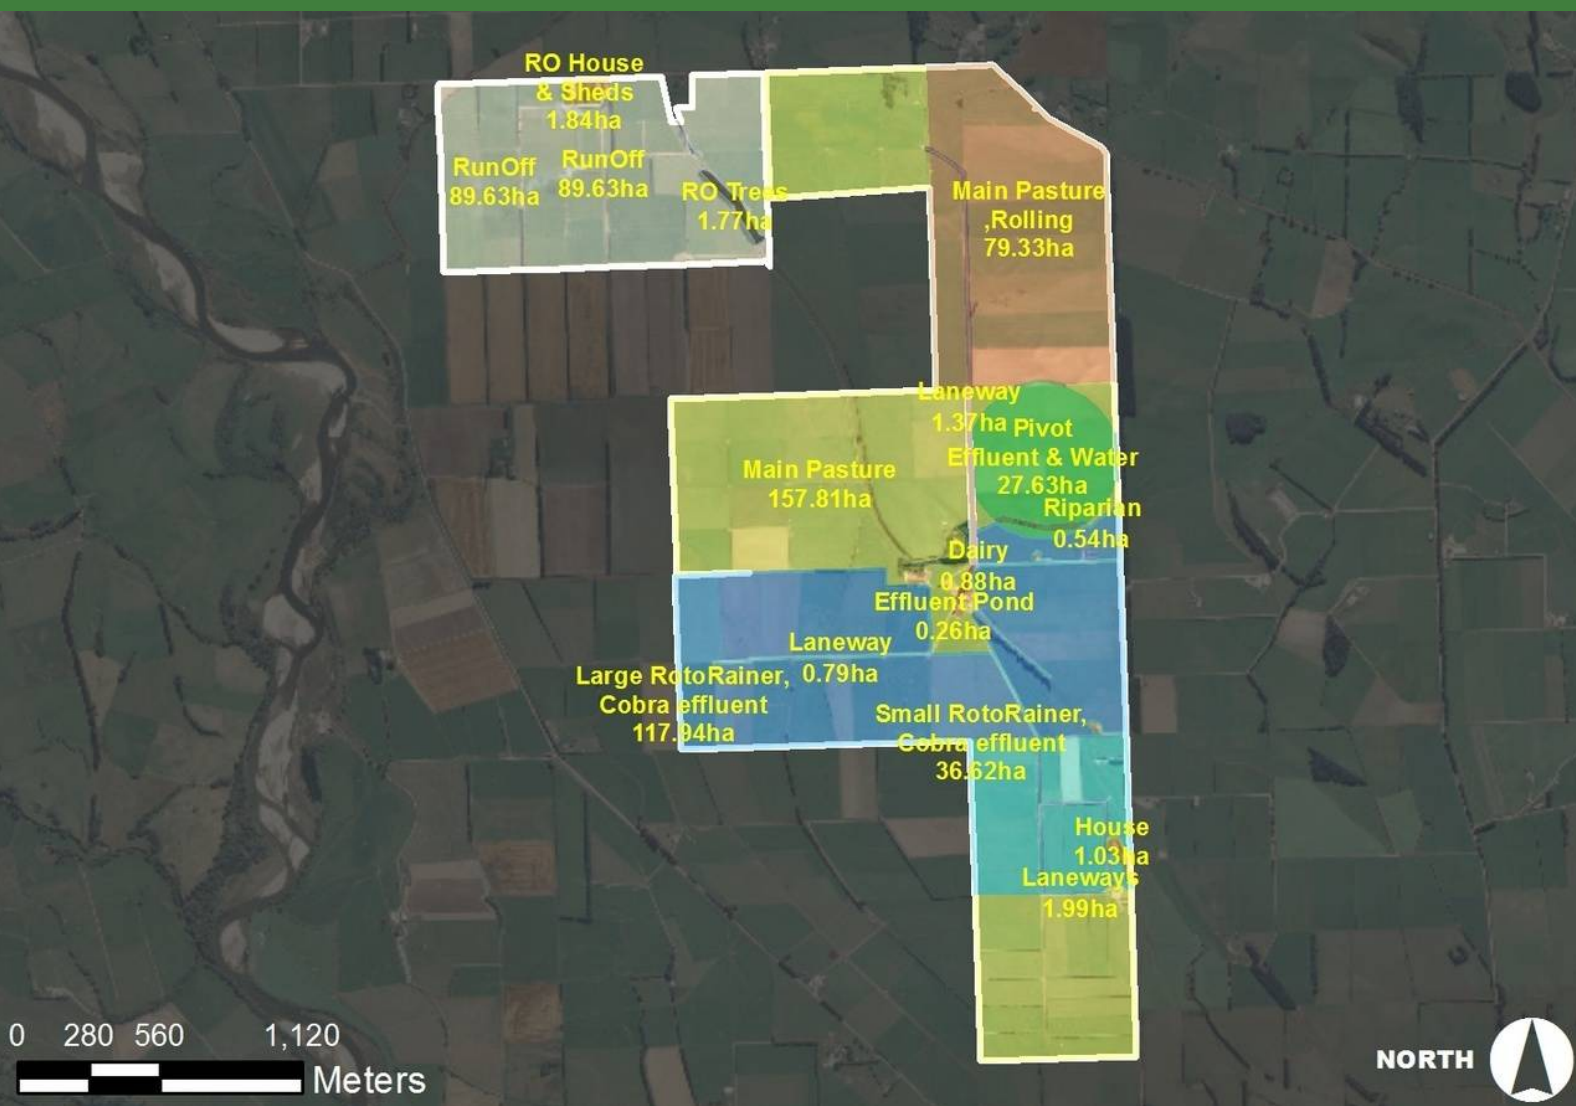 RO House
& Sheds
1.84ha
RunOff
89.63ha
RunOff
89.63ha
RO Trees
1.77ha
Main Pasture
,Rolling
79.33ha
Laneway
1.37ha
Pivot
Effluent & Water
27.63ha
Main Pasture
157.81ha
Riparian
0.54ha
Dairy
0.88ha
Effluent Pond
0.26ha
Laneway
0.79ha
Large RotoRainer,
Cobra effluent
117.94ha
Small RotoRainer,
Cobra effluent
36.62ha
House
1.03ha
Laneways
1.99ha
0 280 560 1,120
Meters
NORTH